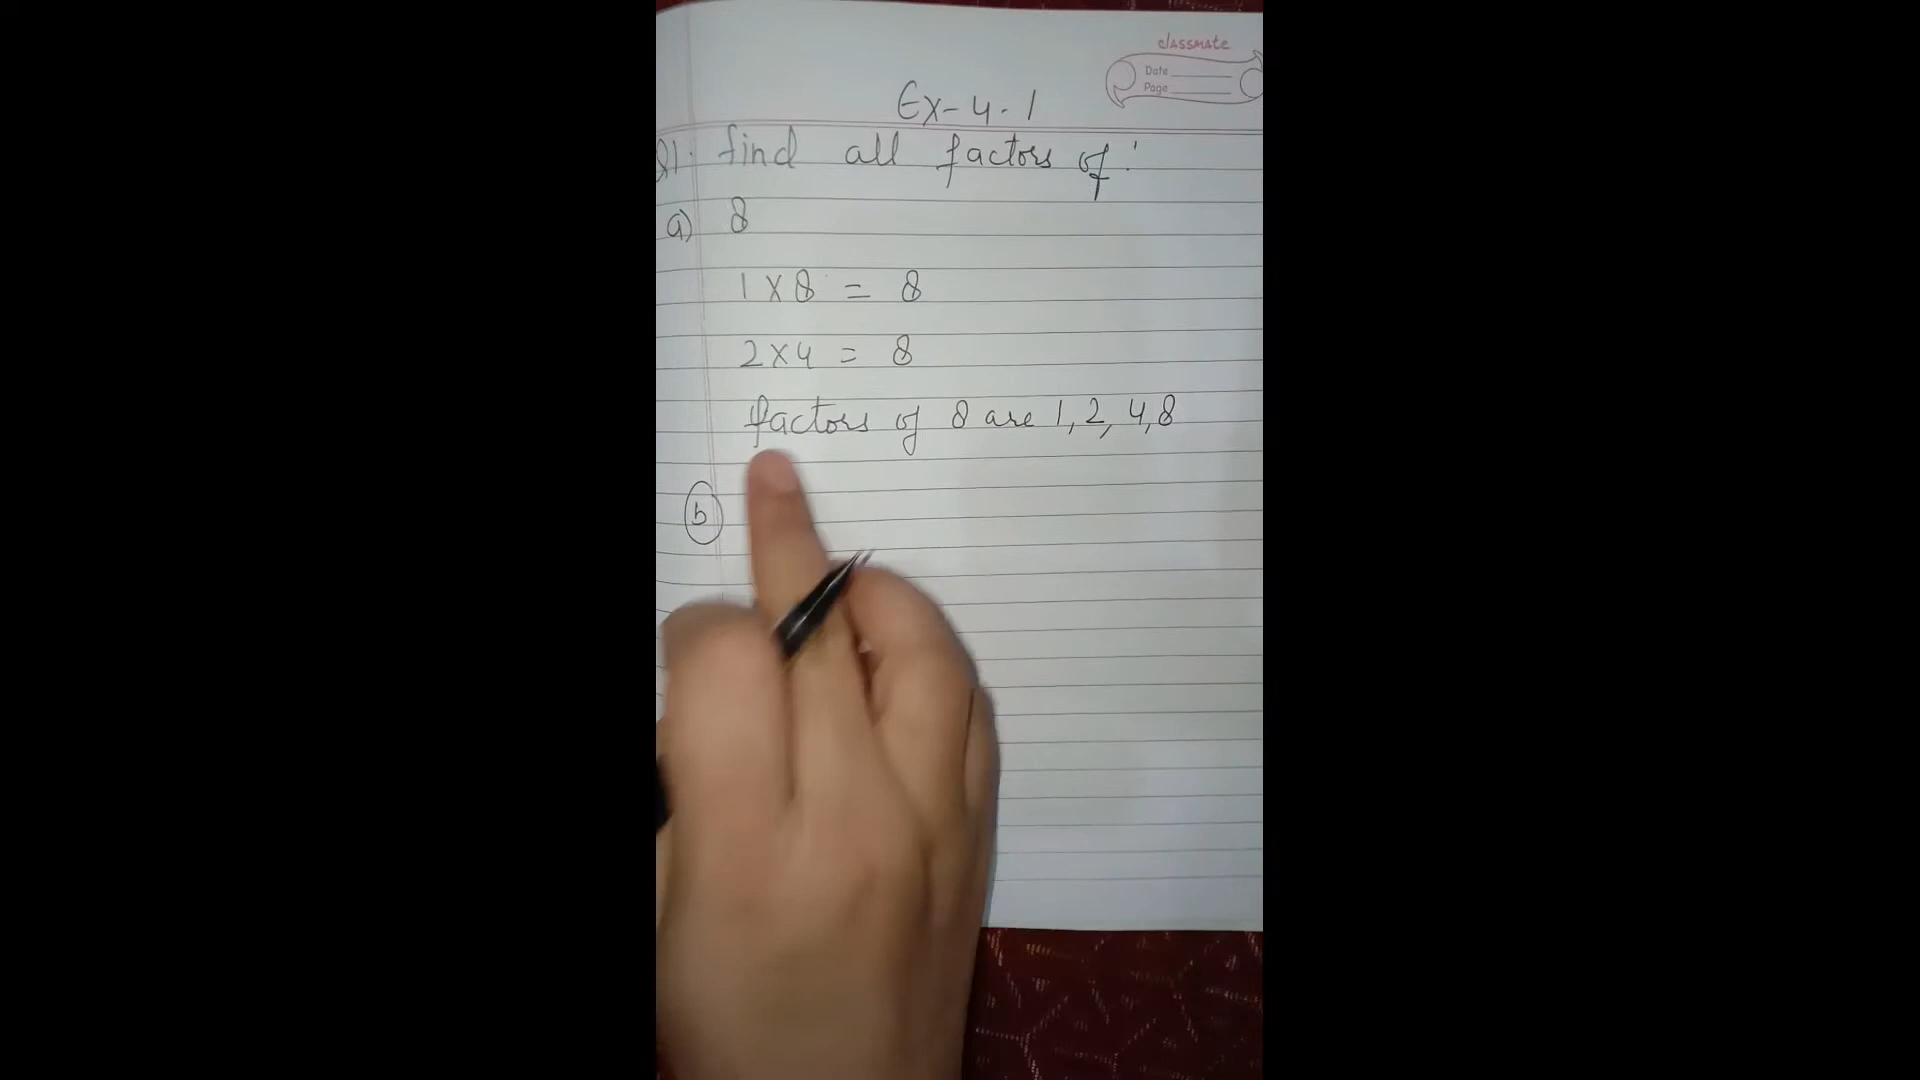 classmate
Date
Page
Ex-4.1
Q1. find all factors of:
a) 8
1 x 8 = 8
2 x 4 = 8
factors of 8 are 1, 2, 4, 8
b